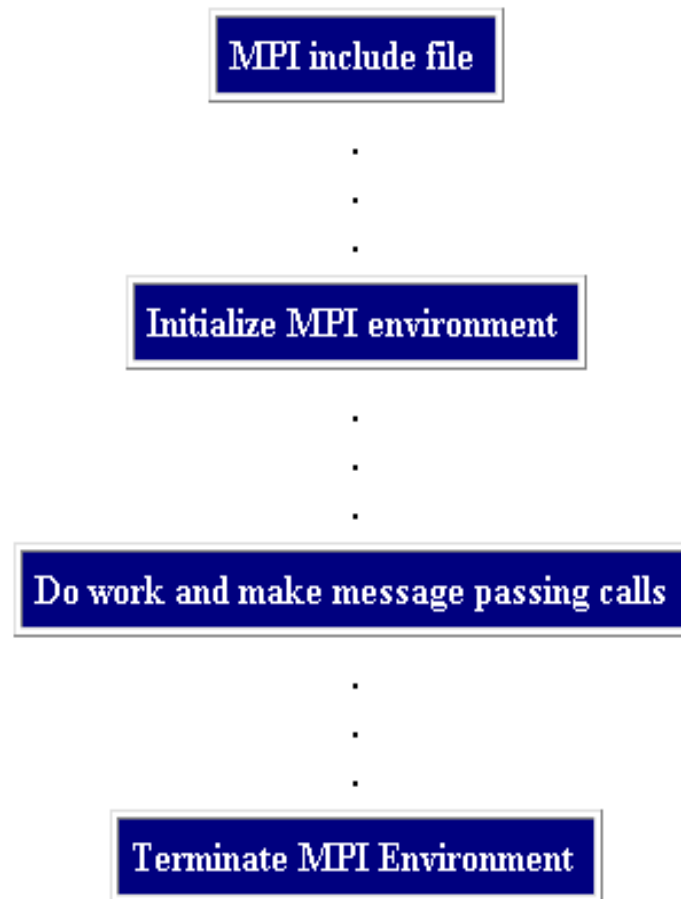 MPI include file
.
.
.
Initialize MPI environment
.
.
.
Do work and make message passing calls
.
.
.
Terminate MPI Environment